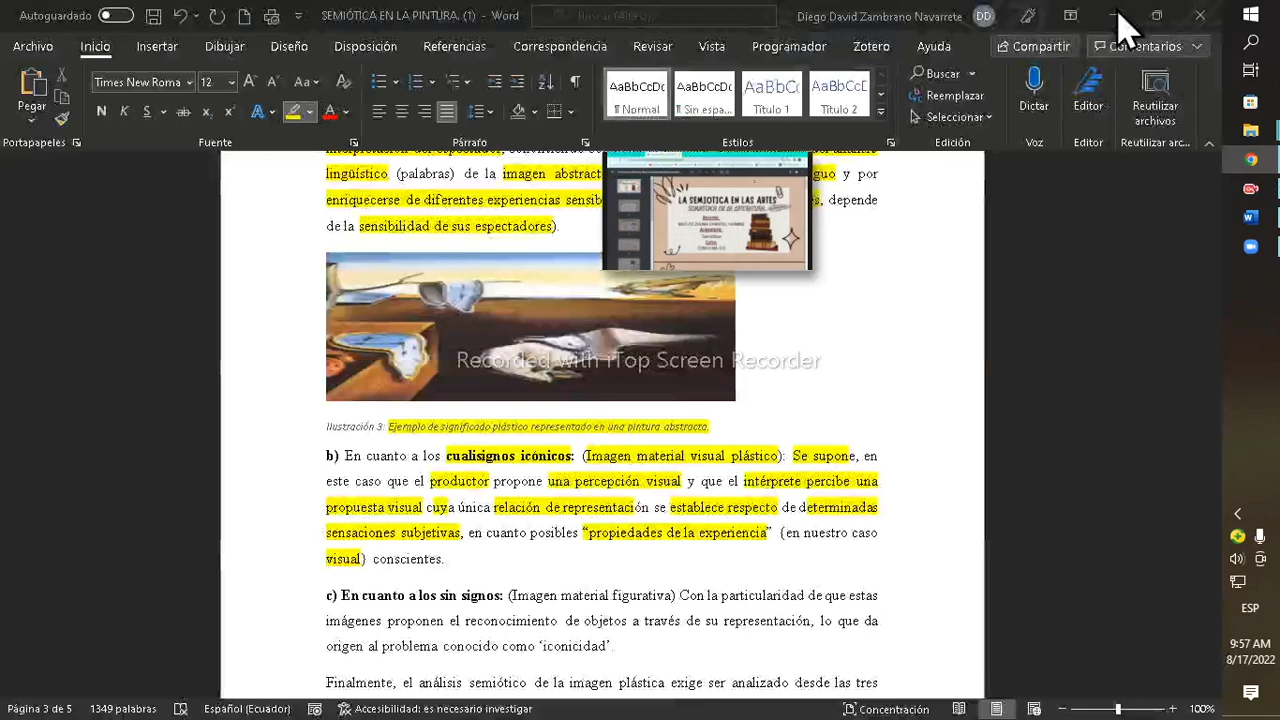 Autoguardado
SEMIÓTICA EN LA PINTURA. (1) - Word
Diego David Zambrano Navarrete
DD
Archivo Inicio Insertar Dibujar Diseño Disposición Referencias Correspondencia Revisar Vista Programador Zotero Ayuda
Compartir
Comentarios
Pegar
Times New Roma
12
N K S ab x x
Aa
AaBbCcDc
¶ Normal
AaBbCcDc
¶ Sin espa...
AaBbCc
Título 1
AaBbCcD
Título 2
Buscar
Reemplazar
Seleccionar
Dictar
Editor
Reutilizar
archivos
Portapapeles
Fuente
Párrafo
Estilos
Edición
Voz
Editor
Reutilizar arc...
lingüístico (palabras) de la imagen abstract
y por
enriquecerse de diferentes experiencias sensib
depende
de la sensibilidad de sus espectadores).
LA SEMIOTICA EN LAS ARTES
SEMIOTICA DE LA LITERATURA
Recorded with iTop Screen Recorder
Ilustración 3: Ejemplo de significado plástico representado en una pintura abstracta.
b) En cuanto a los cualisignos icónicos: (Imagen material visual plástico): Se supone, en
este caso que el productor propone una percepción visual y que el intérprete percibe una
propuesta visual cuya única relación de representación se establece respecto de determinadas
sensaciones subjetivas, en cuanto posibles “propiedades de la experiencia” {en nuestro caso
visual} conscientes.
c) En cuanto a los sin signos: (Imagen material figurativa) Con la particularidad de que estas
imágenes proponen el reconocimiento de objetos a través de su representación, lo que da
origen al problema conocido como ‘iconicidad’.
Finalmente, el análisis semiótico de la imagen plástica exige ser analizado desde las tres
ESP
9:57 AM
8/17/2022
Página 3 de 5
1349 palabras
Español (Ecuador)
Accesibilidad: es necesario investigar
Concentración
100%